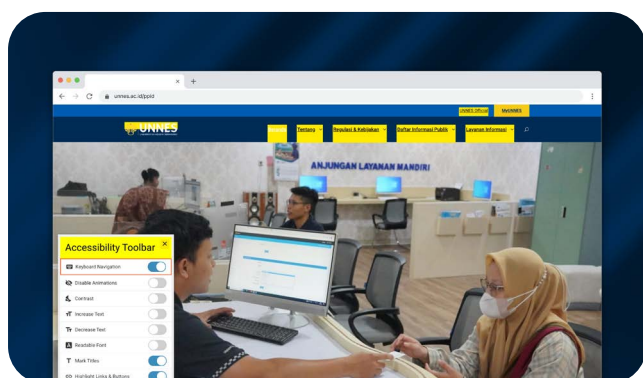 unnes.ac.id/ppid
UNNES Official MyUNNES
UNNES
Beranda Tentang Regulasi & Kebijakan Daftar Informasi Publik Layanan Informasi
ANJUNGAN LAYANAN MANDIRI
Accessibility Toolbar
Keyboard Navigation
Disable Animations
Contrast
Increase Text
Decrease Text
Readable Font
Mark Titles
Highlight Links & Buttons